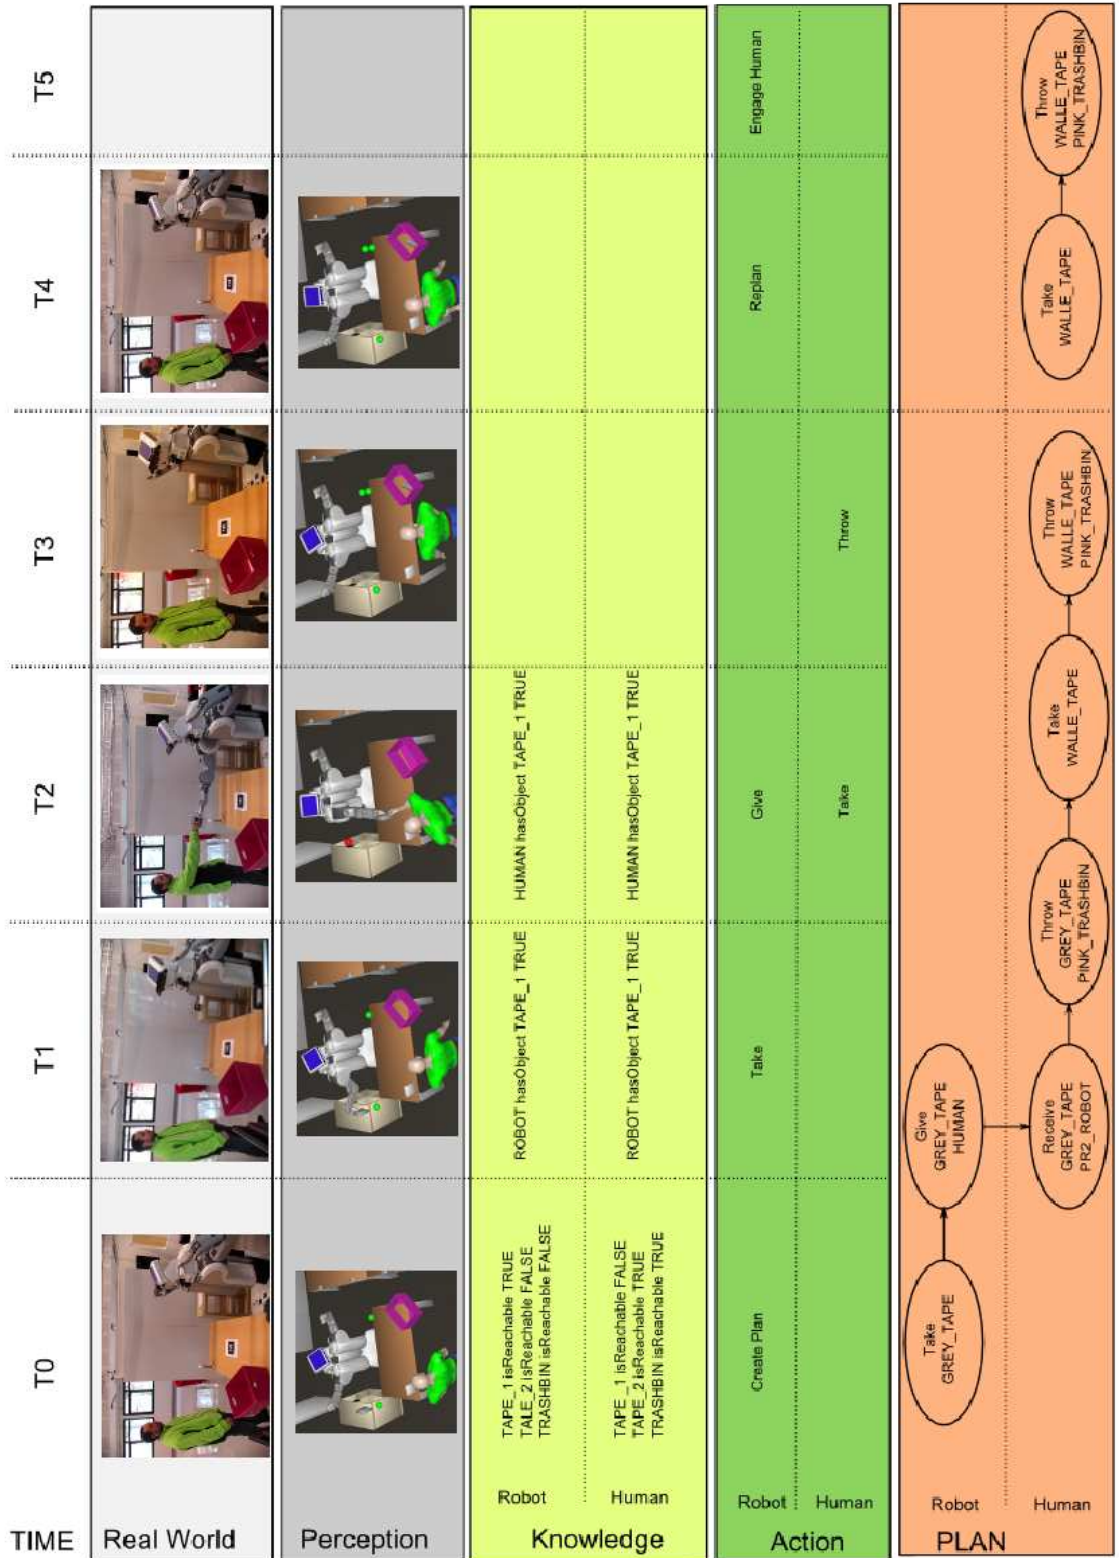 TIME
T0
T1
T2
T3
T4
T5
Real World
Perception
Knowledge
Robot
TAPE_1 isReachable TRUE
TALE_2 isReachable FALSE
TRASHBIN isReachable FALSE
ROBOT hasObject TAPE_1 TRUE
HUMAN hasObject TAPE_1 TRUE
Human
TAPE_1 isReachable FALSE
TAPE_2 isReachable TRUE
TRASHBIN isReachable TRUE
ROBOT hasObject TAPE_1 TRUE
HUMAN hasObject TAPE_1 TRUE
Action
Robot
Create Plan
Take
Give
Replan
Engage Human
Human
Take
Throw
PLAN
Robot
Take
GREY_TAPE
Give
GREY_TAPE
HUMAN
Human
Receive
GREY_TAPE
PR2_ROBOT
Throw
GREY_TAPE
PINK_TRASHBIN
Take
WALLE_TAPE
Throw
WALLE_TAPE
PINK_TRASHBIN
Take
WALLE_TAPE
Throw
WALLE_TAPE
PINK_TRASHBIN